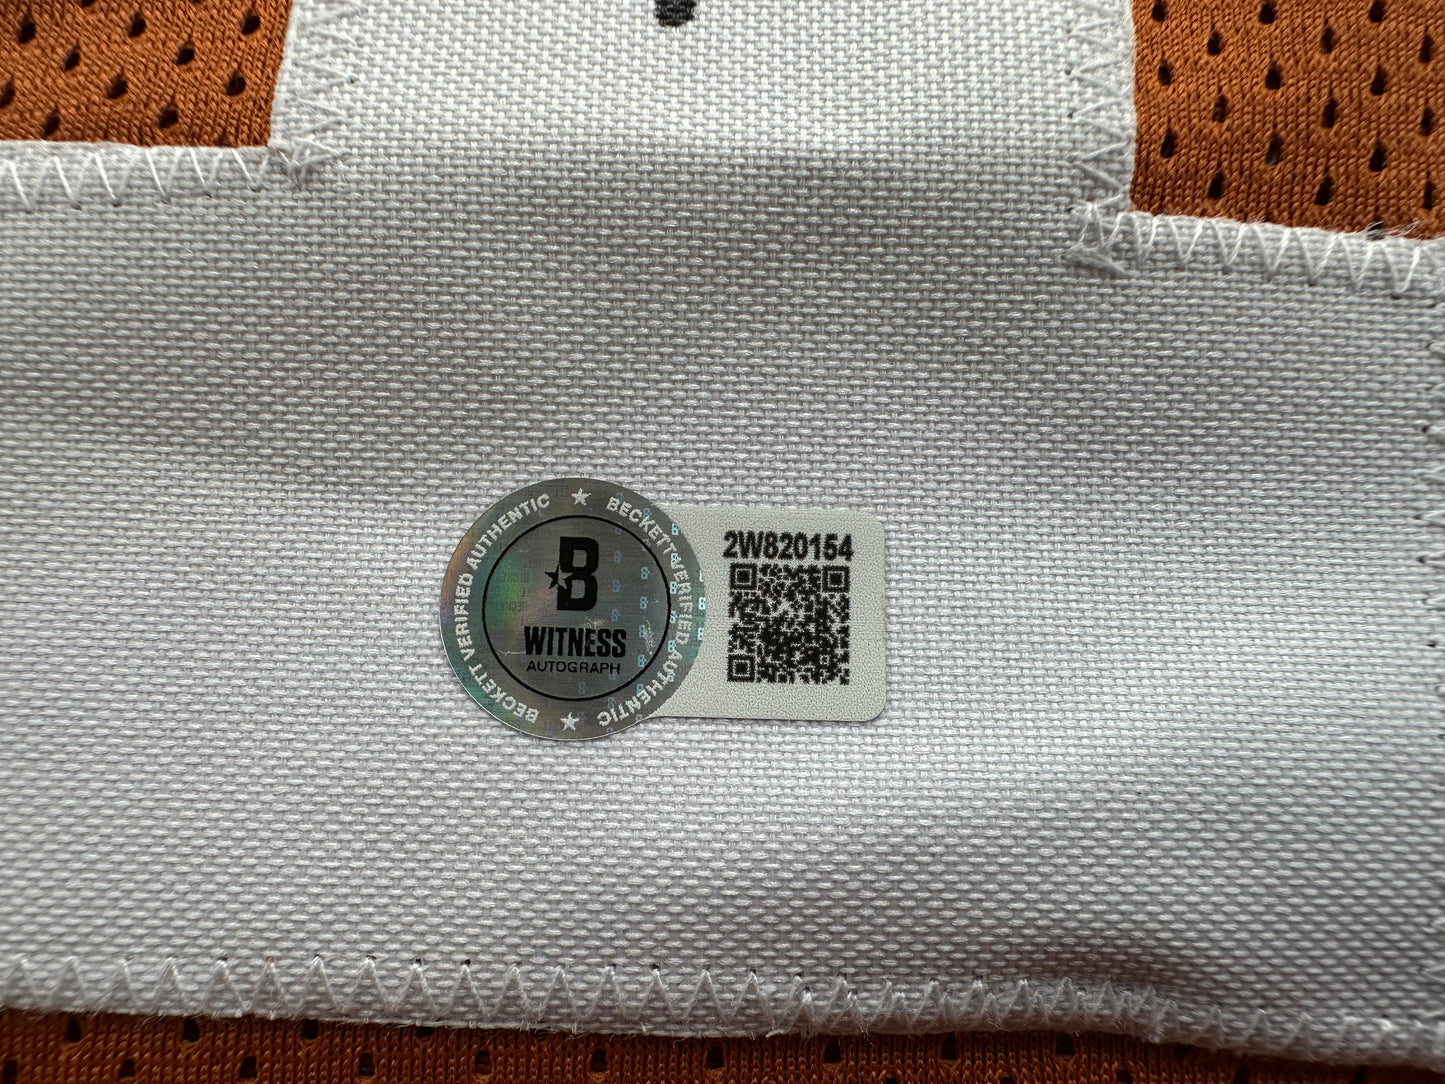 BECKETT VERIFIED AUTHENTIC ★ BECKETT VERIFIED AUTHENTIC ★
B
WITNESS
AUTOGRAPH
2W820154